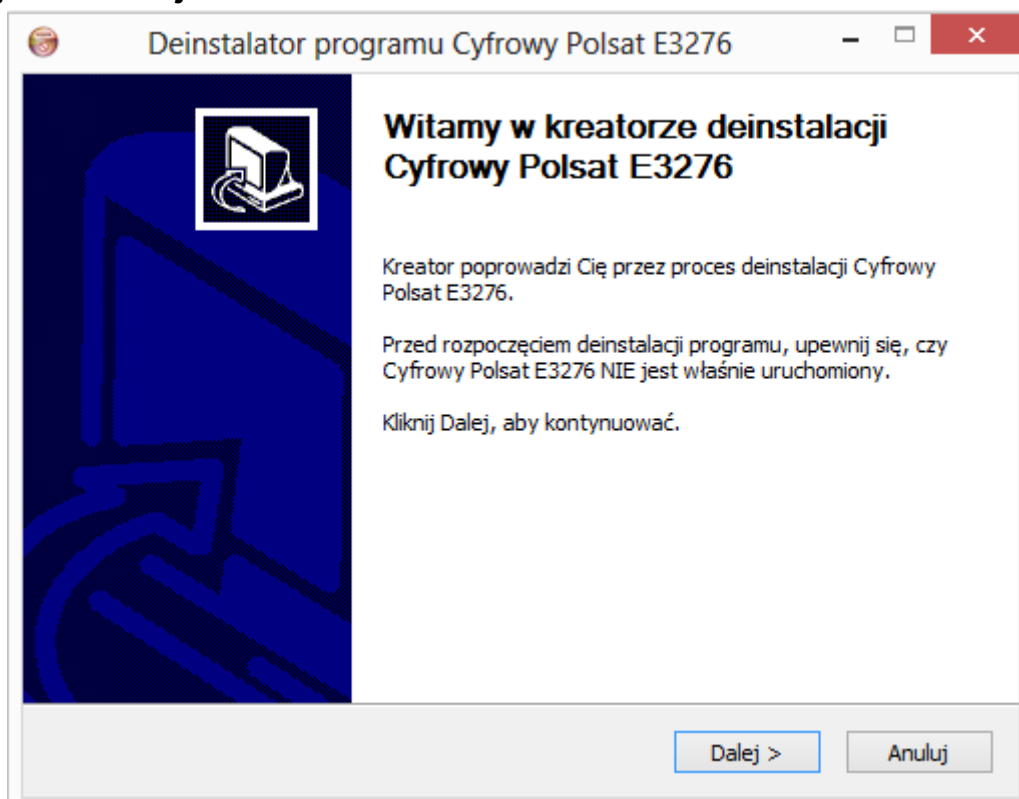 Deinstalator programu Cyfrowy Polsat E3276
Witamy w kreatorze deinstalacji
Cyfrowy Polsat E3276
Kreator poprowadzi Cię przez proces deinstalacji Cyfrowy
Polsat E3276.
Przed rozpoczęciem deinstalacji programu, upewnij się, czy
Cyfrowy Polsat E3276 NIE jest właśnie uruchomiony.
Kliknij Dalej, aby kontynuować.
Dalej >
Anuluj